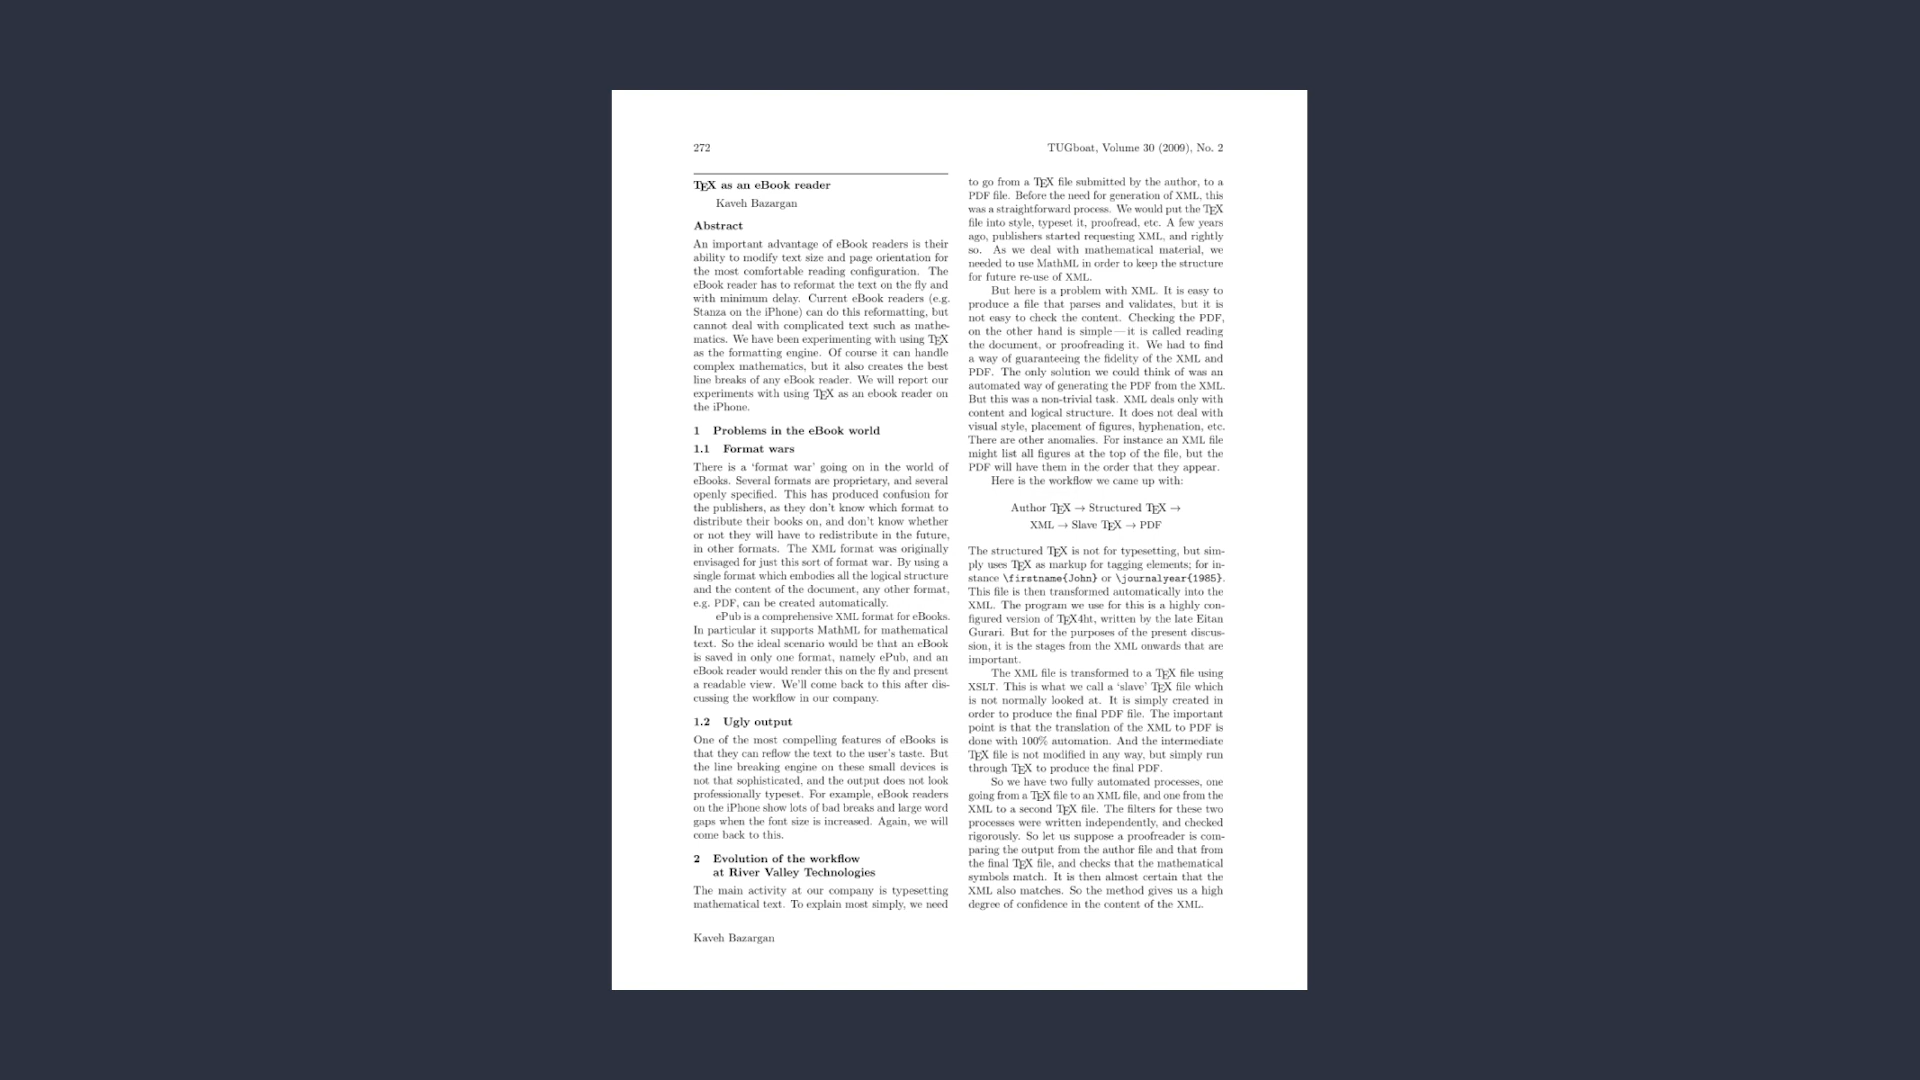 272
TUGboat, Volume 30 (2009), No. 2
TEX as an eBook reader
Kaveh Bazargan
Abstract
An important advantage of eBook readers is their
ability to modify text size and page orientation for
the most comfortable reading configuration. The
eBook reader has to reformat the text on the fly and
with minimum delay. Current eBook readers (e.g.
Stanza on the iPhone) can do this reformatting, but
cannot deal with complicated text such as mathe-
matics. We have been experimenting with using TEX
as the formatting engine. Of course it can handle
complex mathematics, but it also creates the best
line breaks of any eBook reader. We will report our
experiments with using TEX as an ebook reader on
the iPhone.
1 Problems in the eBook world
1.1 Format wars
There is a ‘format war’ going on in the world of
eBooks. Several formats are proprietary, and several
openly specified. This has produced confusion for
the publishers, as they don’t know which format to
distribute their books on, and don’t know whether
or not they will have to redistribute in the future,
in other formats. The XML format was originally
envisaged for just this sort of format war. By using a
single format which embodies all the logical structure
and the content of the document, any other format,
e.g. PDF, can be created automatically.
ePub is a comprehensive XML format for eBooks.
In particular it supports MathML for mathematical
text. So the ideal scenario would be that an eBook
is saved in only one format, namely ePub, and an
eBook reader would render this on the fly and present
a readable view. We’ll come back to this after dis-
cussing the workflow in our company.
1.2 Ugly output
One of the most compelling features of eBooks is
that they can reflow the text to the user’s taste. But
the line breaking engine on these small devices is
not that sophisticated, and the output does not look
professionally typeset. For example, eBook readers
on the iPhone show lots of bad breaks and large word
gaps when the font size is increased. Again, we will
come back to this.
2 Evolution of the workflow
at River Valley Technologies
The main activity at our company is typesetting
mathematical text. To explain most simply, we need
to go from a TEX file submitted by the author, to a
PDF file. Before the need for generation of XML, this
was a straightforward process. We would put the TEX
file into style, typeset it, proofread, etc. A few years
ago, publishers started requesting XML, and rightly
so. As we deal with mathematical material, we
needed to use MathML in order to keep the structure
for future re-use of XML.
But here is a problem with XML. It is easy to
produce a file that parses and validates, but it is
not easy to check the content. Checking the PDF,
on the other hand is simple — it is called reading
the document, or proofreading it. We had to find
a way of guaranteeing the fidelity of the XML and
PDF. The only solution we could think of was an
automated way of generating the PDF from the XML.
But this was a non-trivial task. XML deals only with
content and logical structure. It does not deal with
visual style, placement of figures, hyphenation, etc.
There are other anomalies. For instance an XML file
might list all figures at the top of the file, but the
PDF will have them in the order that they appear.
Here is the workflow we came up with:
Author TEX → Structured TEX →
XML → Slave TEX → PDF
The structured TEX is not for typesetting, but sim-
ply uses TEX as markup for tagging elements; for in-
stance \firstname{John} or \journalyear{1985}.
This file is then transformed automatically into the
XML. The program we use for this is a highly con-
figured version of TEX4ht, written by the late Eitan
Gurari. But for the purposes of the present discus-
sion, it is the stages from the XML onwards that are
important.
The XML file is transformed to a TEX file using
XSLT. This is what we call a ‘slave’ TEX file which
is not normally looked at. It is simply created in
order to produce the final PDF file. The important
point is that the translation of the XML to PDF is
done with 100% automation. And the intermediate
TEX file is not modified in any way, but simply run
through TEX to produce the final PDF.
So we have two fully automated processes, one
going from a TEX file to an XML file, and one from the
XML to a second TEX file. The filters for these two
processes were written independently, and checked
rigorously. So let us suppose a proofreader is com-
paring the output from the author file and that from
the final TEX file, and checks that the mathematical
symbols match. It is then almost certain that the
XML also matches. So the method gives us a high
degree of confidence in the content of the XML.
Kaveh Bazargan